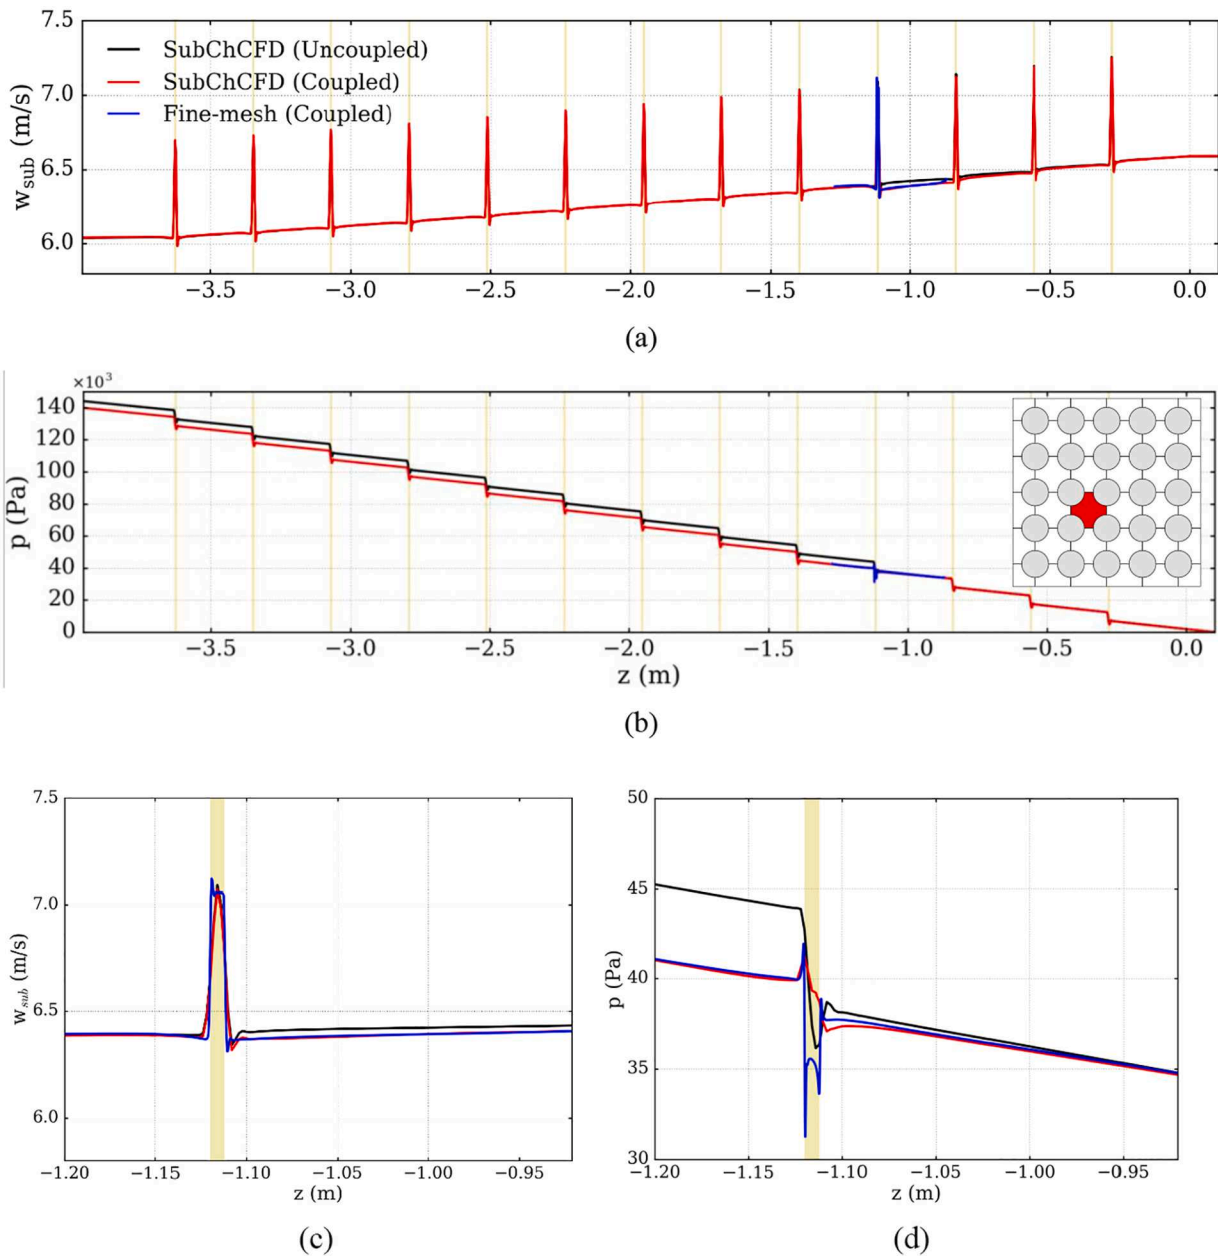 7.5
SubChCFD (Uncoupled)
7.0
SubChCFD (Coupled)
Fine-mesh (Coupled)
w_sub (m/s)
6.5
6.0
−3.5 −3.0 −2.5 −2.0 −1.5 −1.0 −0.5 0.0
(a)
×10³
140
120
100
80
60
40
20
0
p (Pa)
−3.5 −3.0 −2.5 −2.0 −1.5 −1.0 −0.5 0.0
z (m)
(b)
7.5
7.0
6.5
6.0
w_sub (m/s)
−1.20 −1.15 −1.10 −1.05 −1.00 −0.95
z (m)
(c)
50
45
40
35
30
p (Pa)
−1.20 −1.15 −1.10 −1.05 −1.00 −0.95
z (m)
(d)